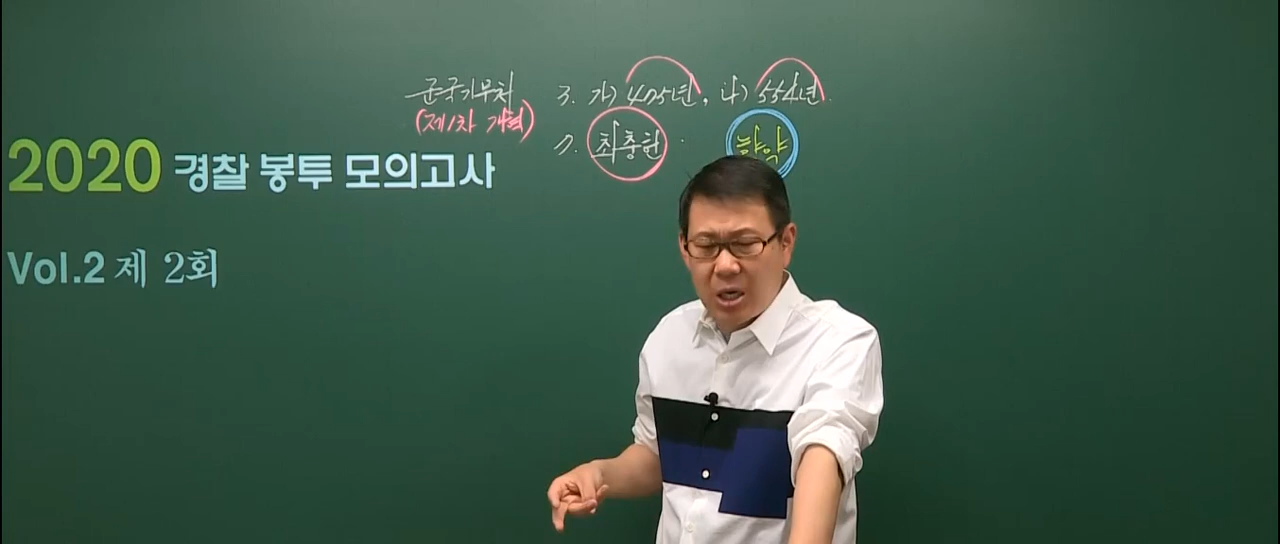 군국기무처
(제1차 개혁)
3. 가) 475년, 나) 554년.
7. 최충헌 향약
2020 경찰 봉투 모의고사
Vol.2 제 2회